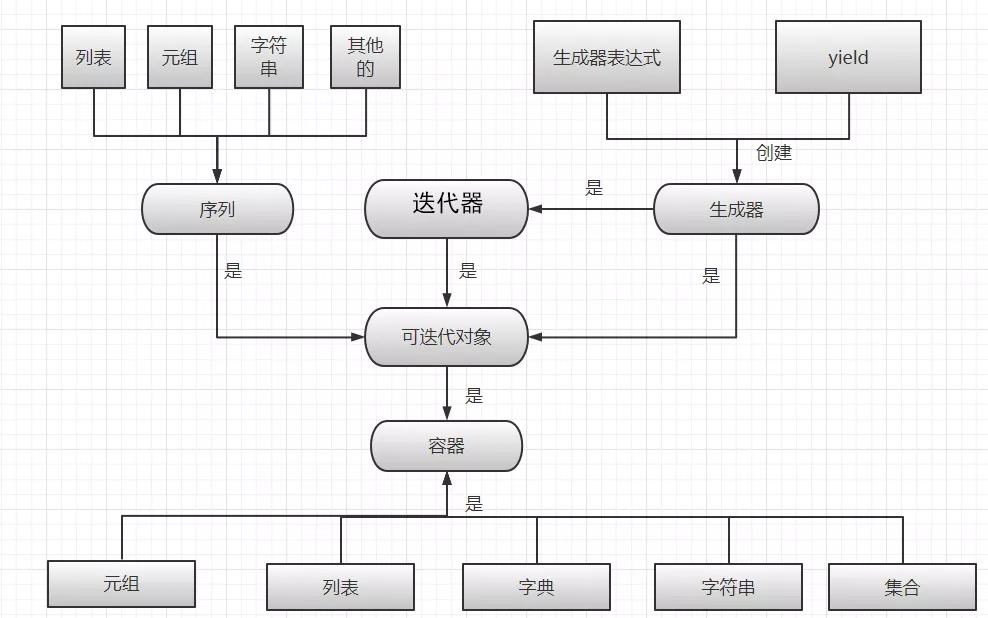 列表
元组
字符
串
其他
的
生成器表达式
yield
创建
序列
迭代器
是
生成器
是
是
是
可迭代对象
是
容器
是
元组
列表
字典
字符串
集合